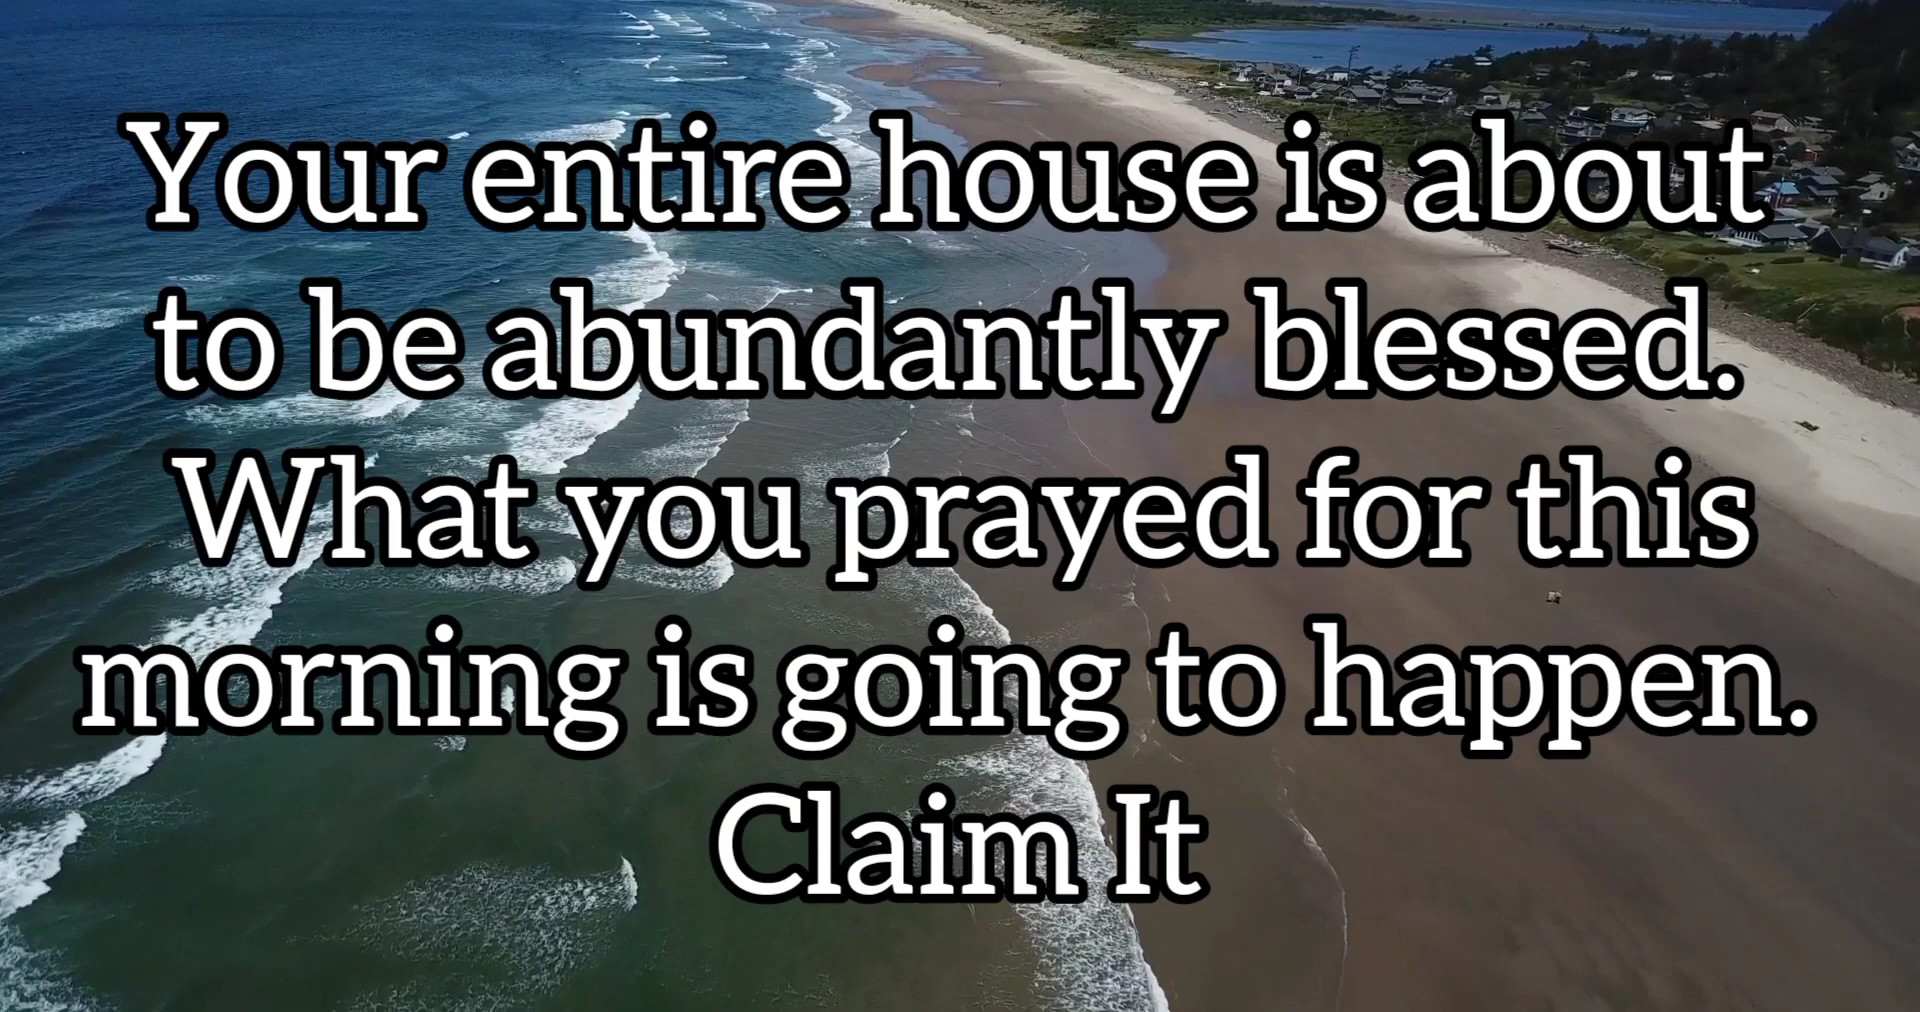 Your entire house is about
to be abundantly blessed.
What you prayed for this
morning is going to happen.
Claim It